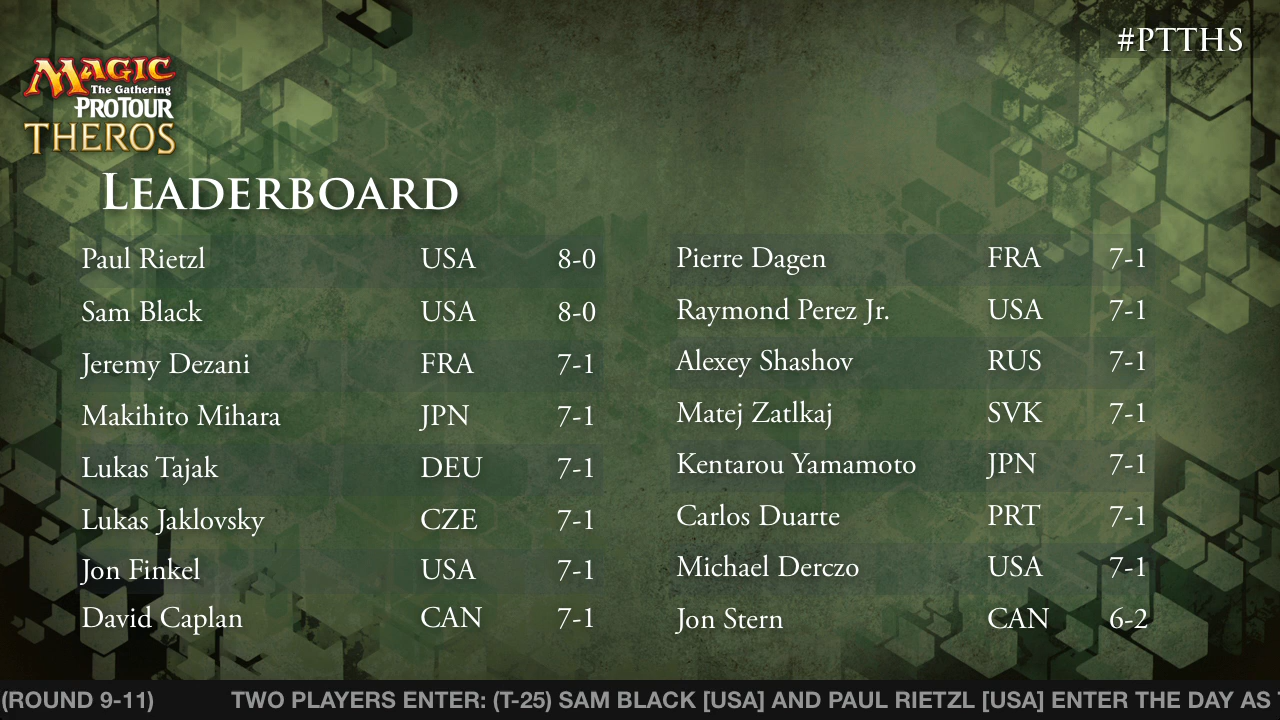 #PTTHS
MAGIC
The Gathering
PROTOUR
THEROS
LEADERBOARD
Paul Rietzl USA 8-0
Sam Black USA 8-0
Jeremy Dezani FRA 7-1
Makihito Mihara JPN 7-1
Lukas Tajak DEU 7-1
Lukas Jaklovsky CZE 7-1
Jon Finkel USA 7-1
David Caplan CAN 7-1
Pierre Dagen FRA 7-1
Raymond Perez Jr. USA 7-1
Alexey Shashov RUS 7-1
Matej Zatlkaj SVK 7-1
Kentarou Yamamoto JPN 7-1
Carlos Duarte PRT 7-1
Michael Derczo USA 7-1
Jon Stern CAN 6-2
(ROUND 9-11) TWO PLAYERS ENTER: (T-25) SAM BLACK [USA] AND PAUL RIETZL [USA] ENTER THE DAY AS